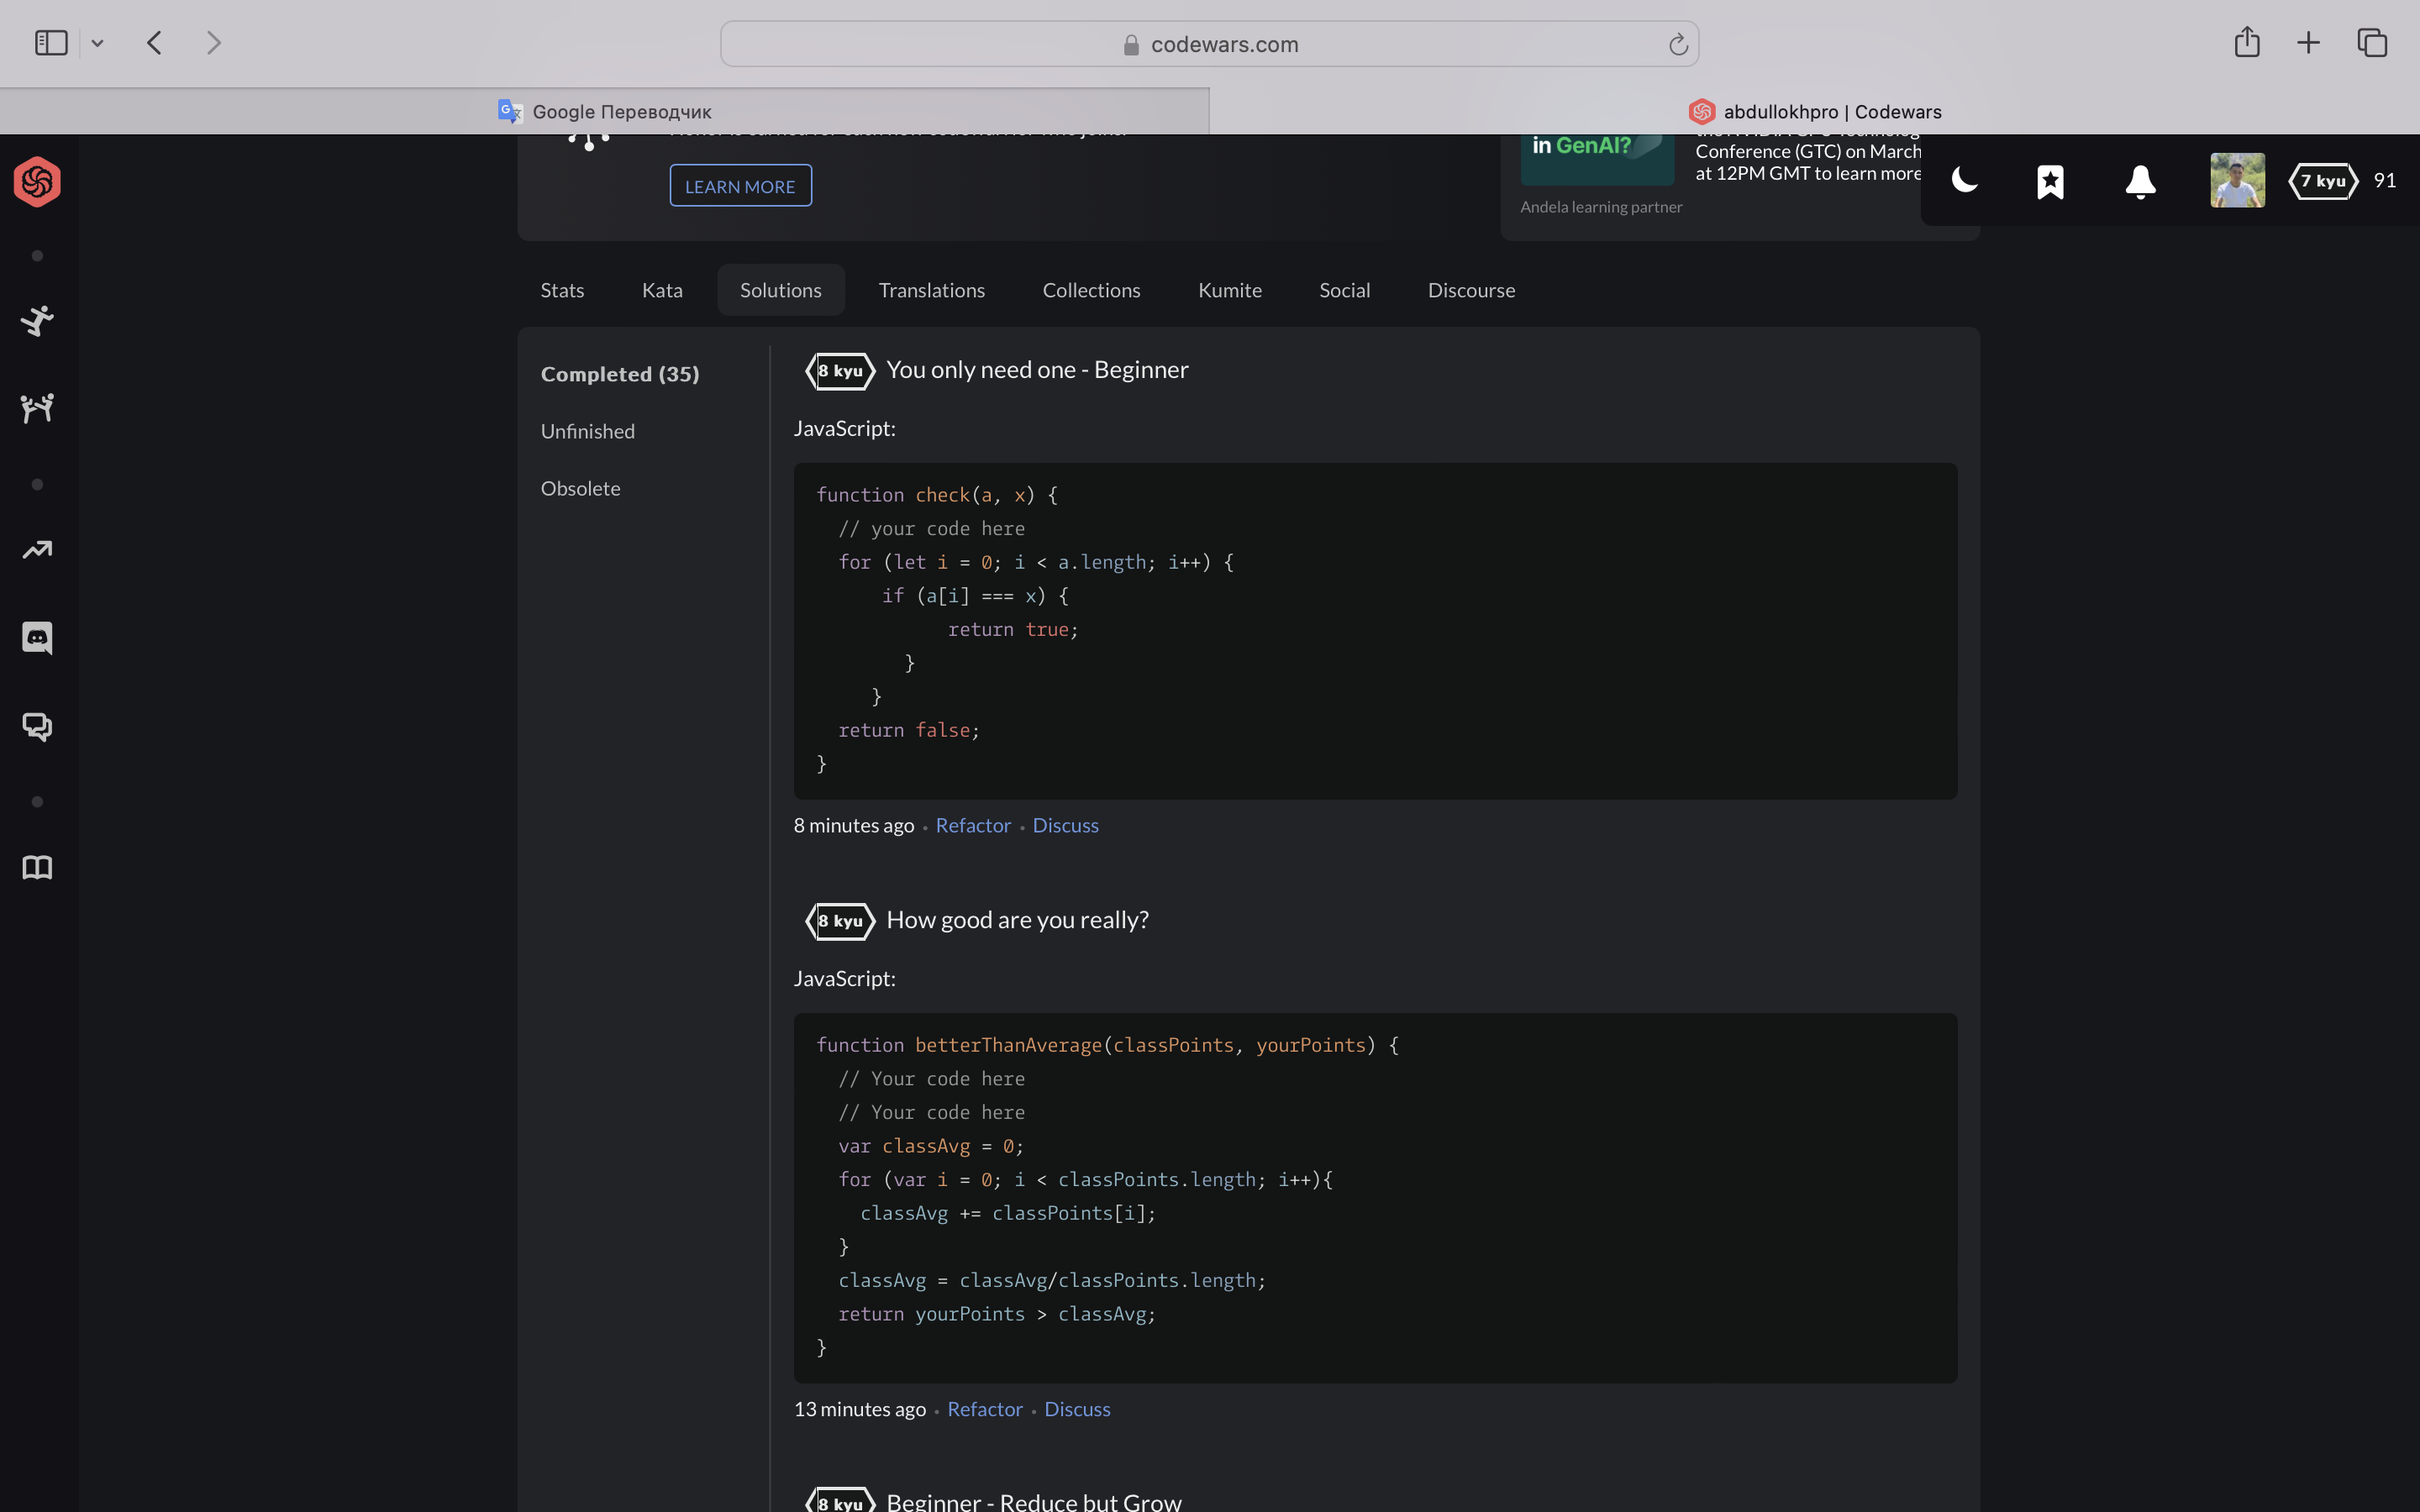 codewars.com
Google Переводчик
abdullokhpro | Codewars
LEARN MORE
in GenAI?
Conference (GTC) on March
at 12PM GMT to learn more
Andela learning partner
7 kyu 91
Stats Kata Solutions Translations Collections Kumite Social Discourse
Completed (35)
Unfinished
Obsolete
8 kyu You only need one - Beginner
JavaScript:
function check(a, x) {
  // your code here
  for (let i = 0; i < a.length; i++) {
      if (a[i] === x) {
            return true;
        }
     }
  return false;
}
8 minutes ago • Refactor • Discuss
8 kyu How good are you really?
JavaScript:
function betterThanAverage(classPoints, yourPoints) {
  // Your code here
  // Your code here
  var classAvg = 0;
  for (var i = 0; i < classPoints.length; i++){
    classAvg += classPoints[i];
  }
  classAvg = classAvg/classPoints.length;
  return yourPoints > classAvg;
}
13 minutes ago • Refactor • Discuss
8 kyu Beginner - Reduce but Grow